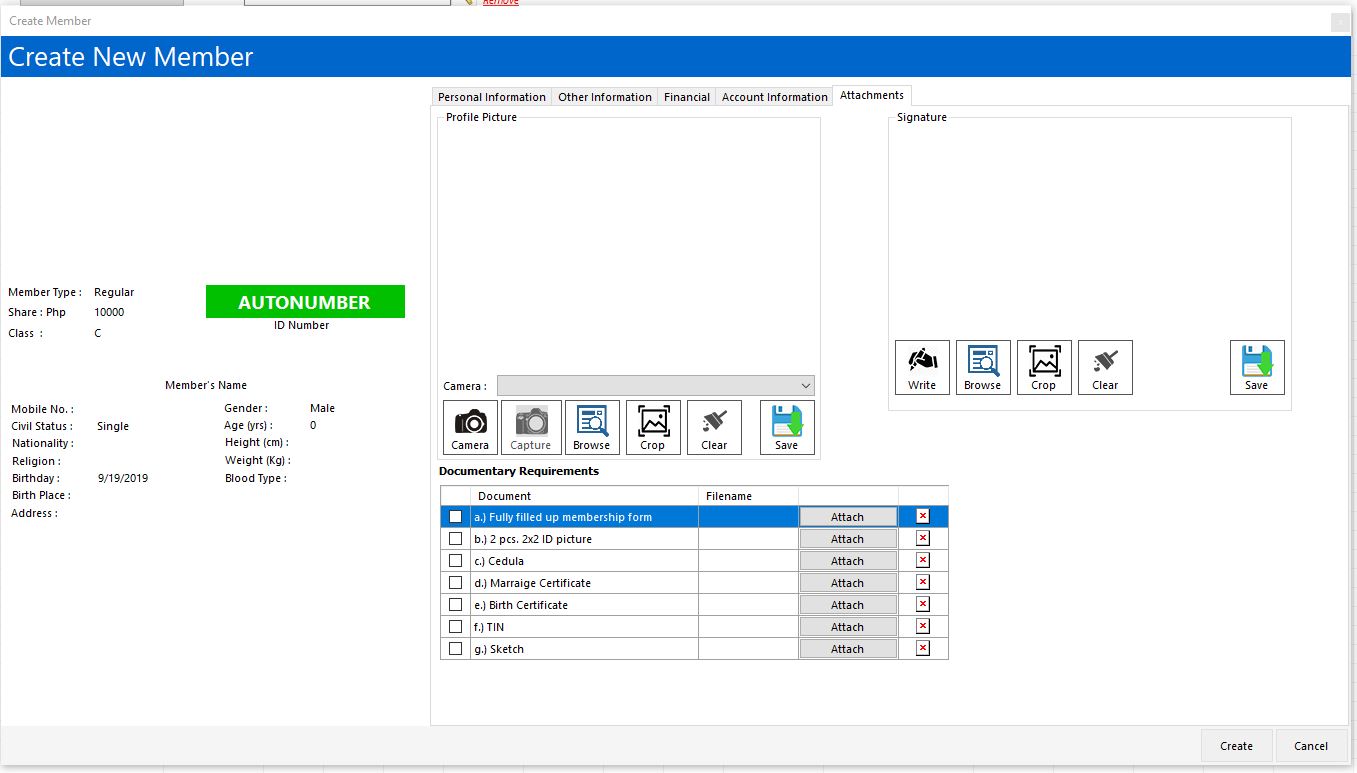 Remove
Create Member
Create New Member
Personal Information Other Information Financial Account Information Attachments
Profile Picture
Signature
Member Type : Regular
Share : Php 10000
Class : C
AUTONUMBER
ID Number
Write Browse Crop Clear Save
Member's Name
Mobile No. :
Civil Status : Single
Nationality :
Religion :
Birthday : 9/19/2019
Birth Place :
Address :
Gender : Male
Age (yrs) : 0
Height (cm) :
Weight (Kg) :
Blood Type :
Camera :
Camera Capture Browse Crop Clear Save
Documentary Requirements
Document Filename
a.) Fully filled up membership form Attach
b.) 2 pcs. 2x2 ID picture Attach
c.) Cedula Attach
d.) Marraige Certificate Attach
e.) Birth Certificate Attach
f.) TIN Attach
g.) Sketch Attach
Create Cancel